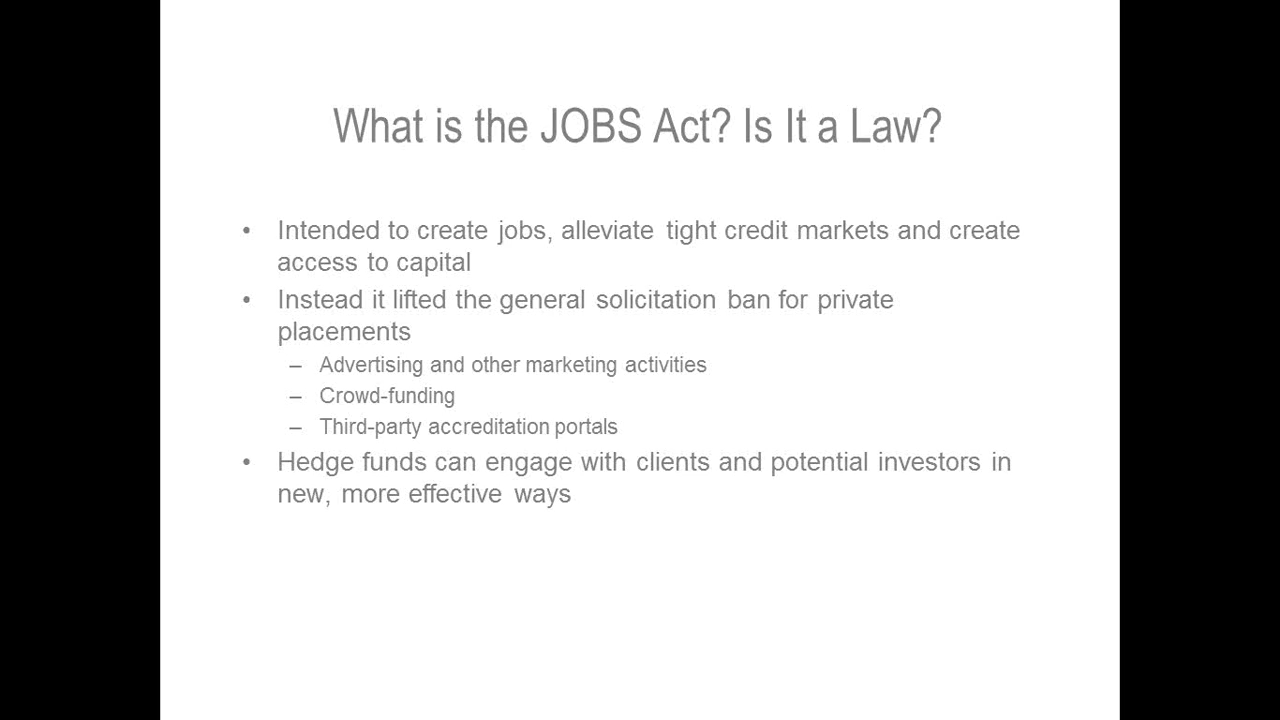 What is the JOBS Act? Is It a Law?
• Intended to create jobs, alleviate tight credit markets and create
access to capital
• Instead it lifted the general solicitation ban for private
placements
– Advertising and other marketing activities
– Crowd-funding
– Third-party accreditation portals
• Hedge funds can engage with clients and potential investors in
new, more effective ways